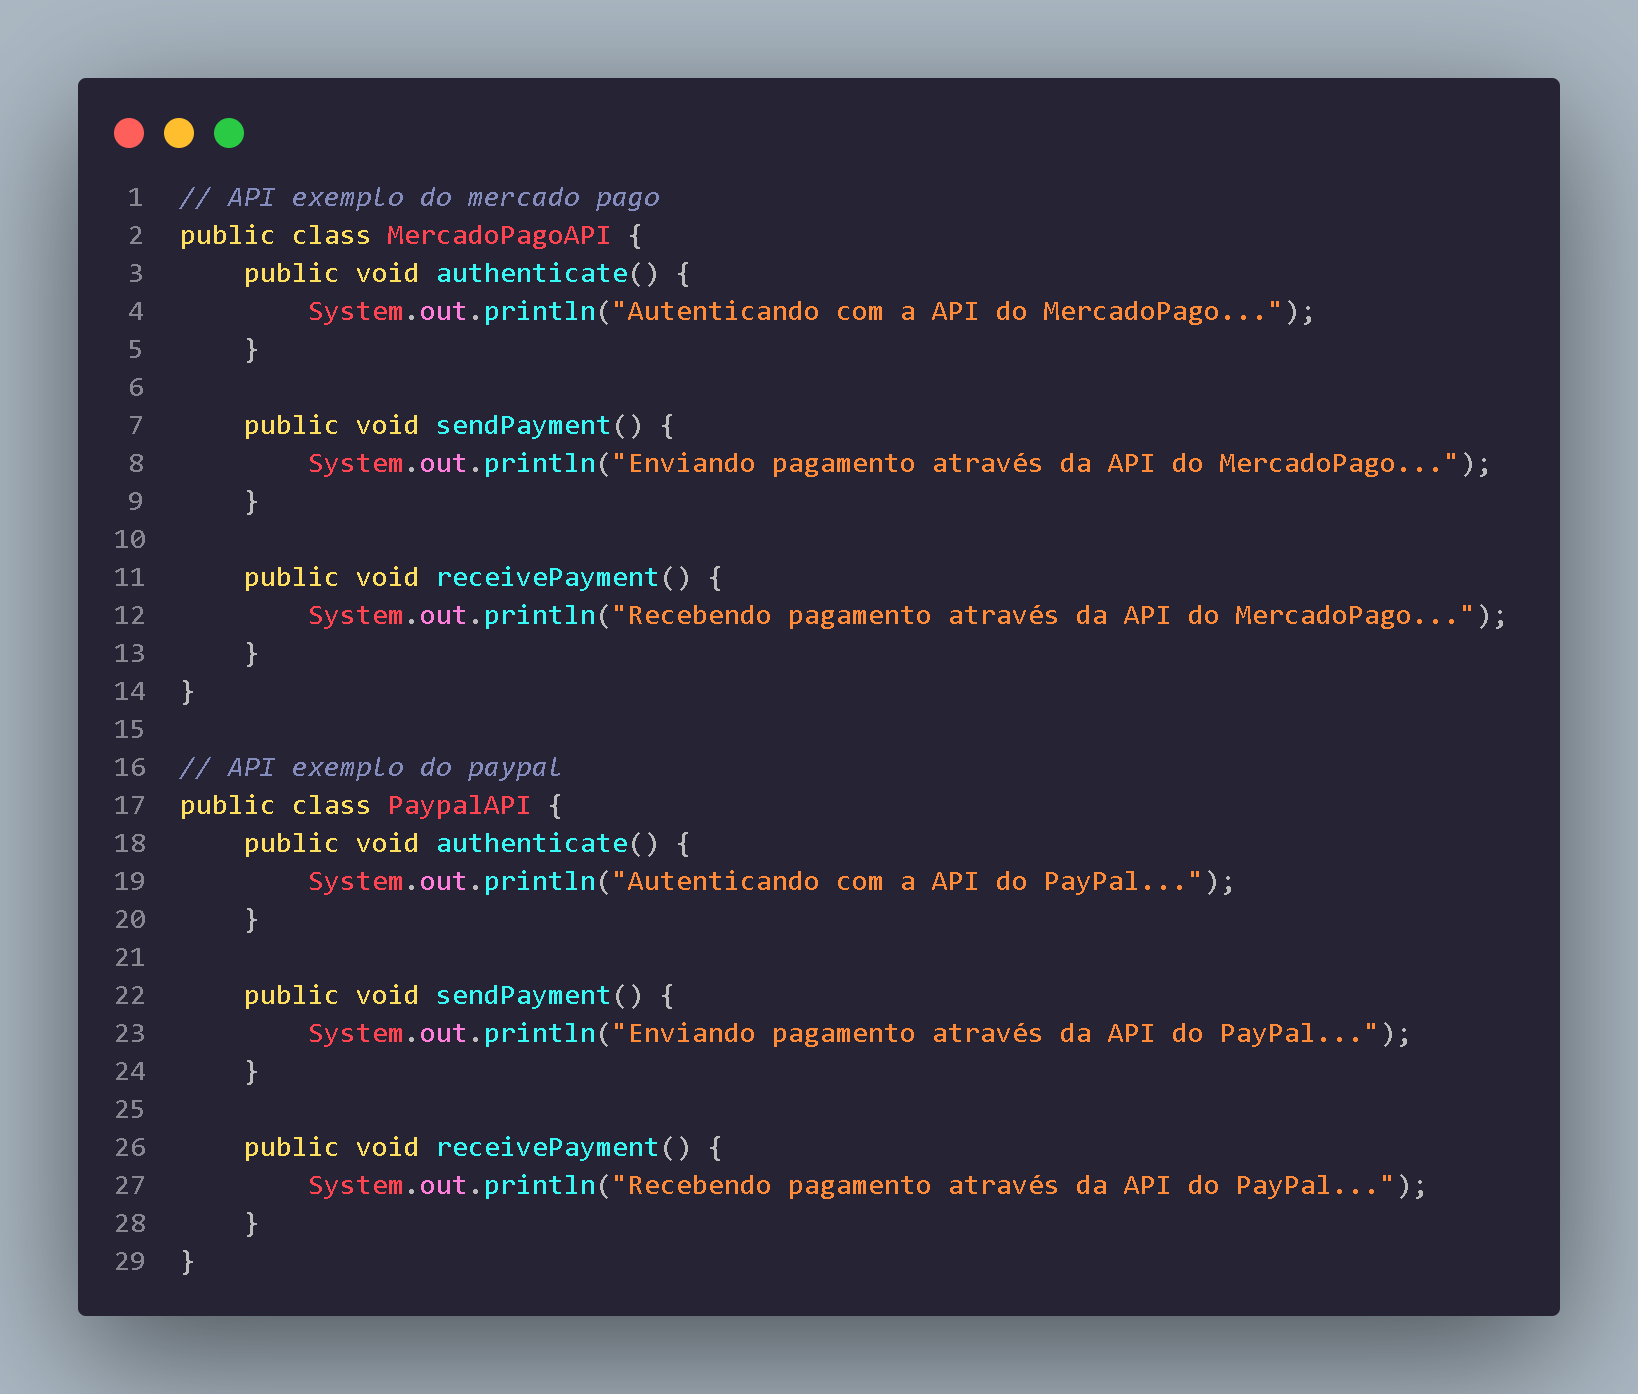 1 // API exemplo do mercado pago
2 public class MercadoPagoAPI {
3     public void authenticate() {
4         System.out.println("Autenticando com a API do MercadoPago...");
5     }
6
7     public void sendPayment() {
8         System.out.println("Enviando pagamento através da API do MercadoPago...");
9     }
10
11     public void receivePayment() {
12         System.out.println("Recebendo pagamento através da API do MercadoPago...");
13     }
14 }
15
16 // API exemplo do paypal
17 public class PaypalAPI {
18     public void authenticate() {
19         System.out.println("Autenticando com a API do PayPal...");
20     }
21
22     public void sendPayment() {
23         System.out.println("Enviando pagamento através da API do PayPal...");
24     }
25
26     public void receivePayment() {
27         System.out.println("Recebendo pagamento através da API do PayPal...");
28     }
29 }